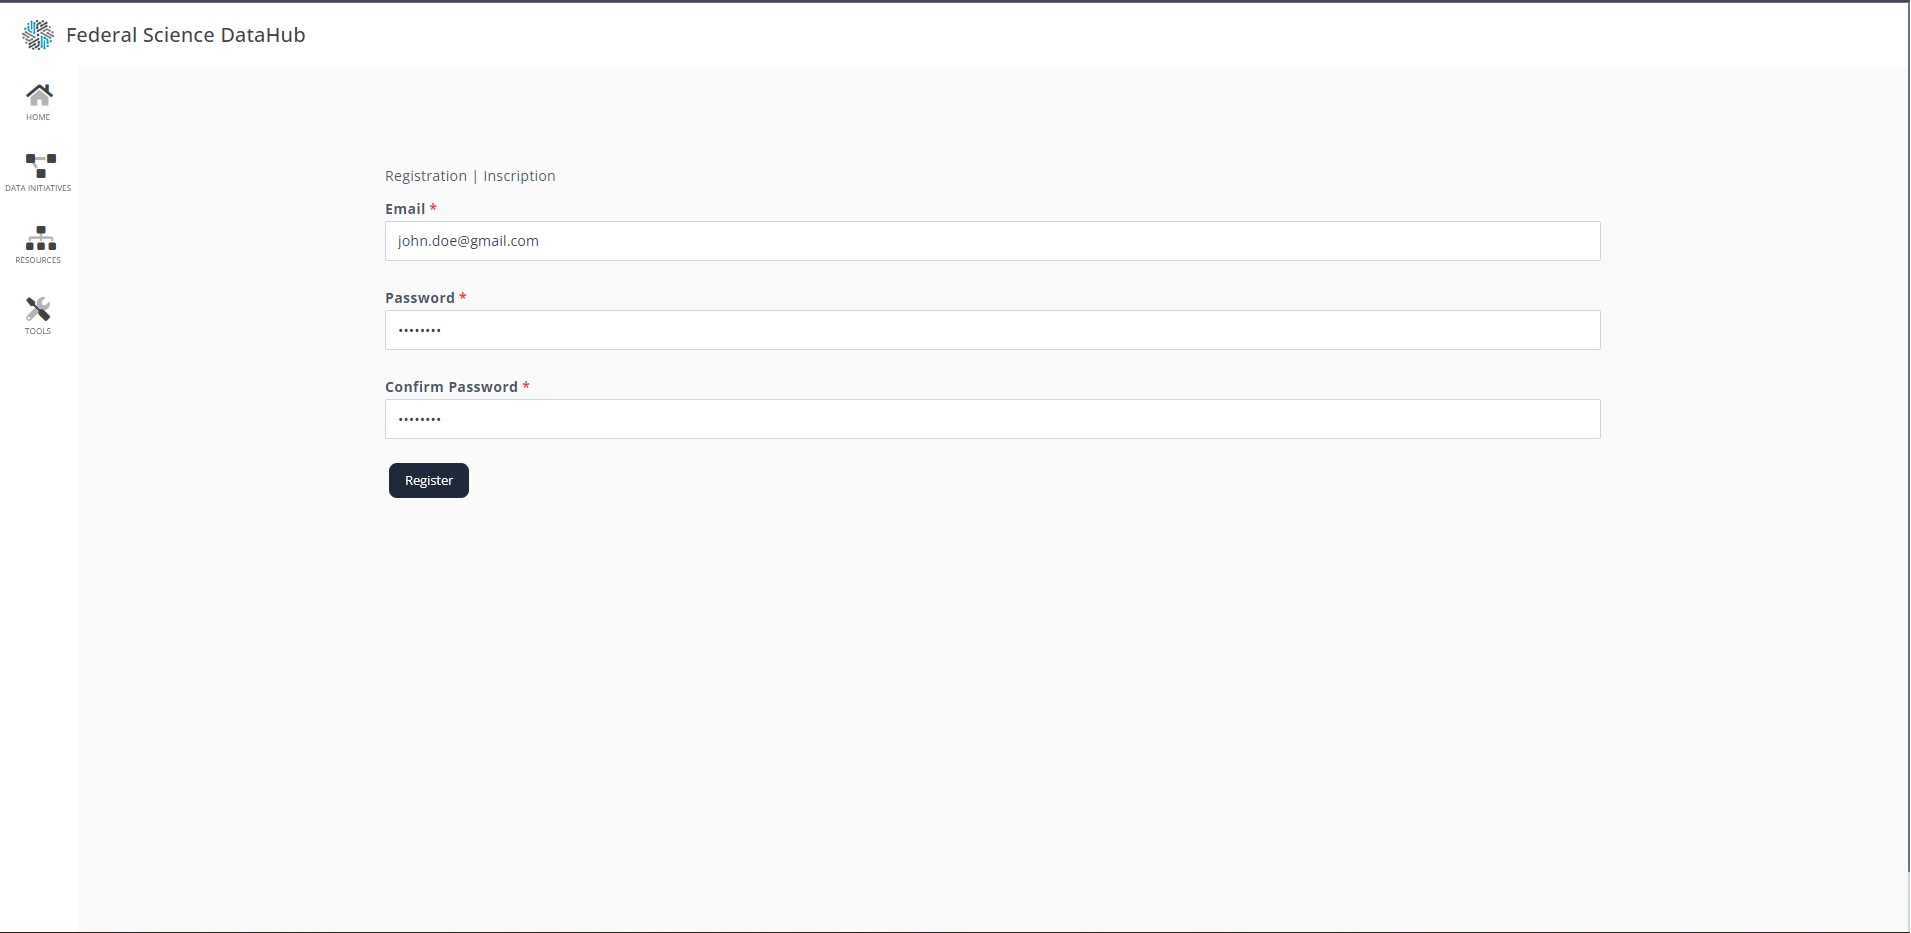 Federal Science DataHub
HOME
DATA INITIATIVES
RESOURCES
TOOLS
Registration | Inscription
Email *
john.doe@gmail.com
Password *
••••••••
Confirm Password *
••••••••
Register